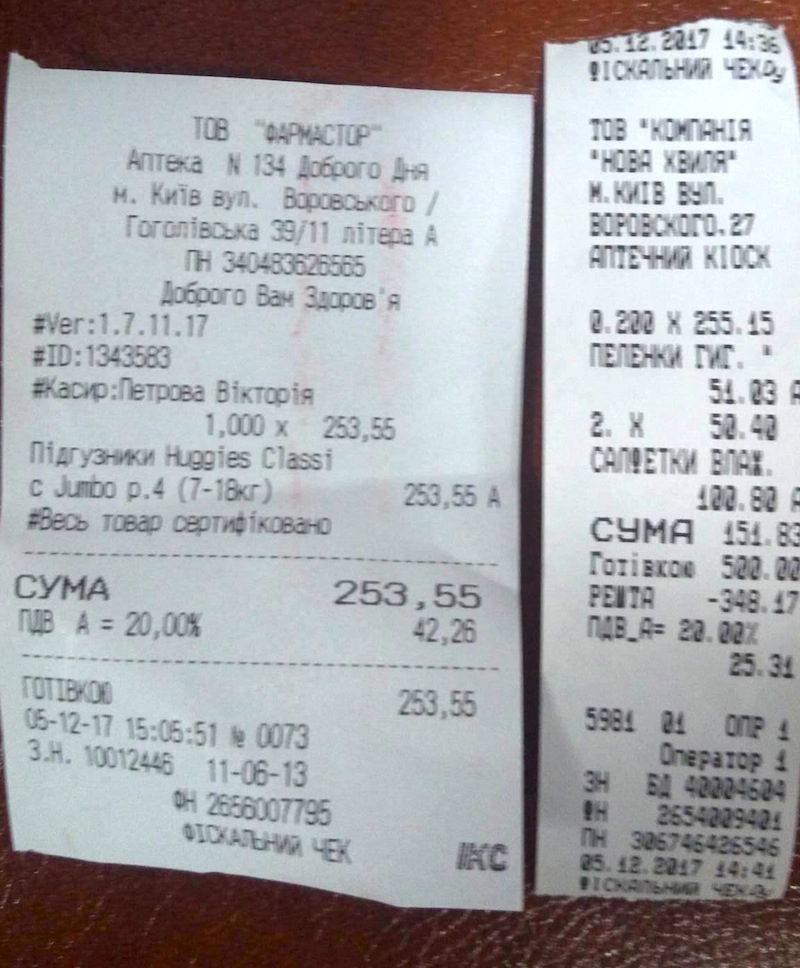 ТОВ "ФАРМАСТОР"
Аптека N 134 Доброго Дня
м. Київ вул. Воровського /
Гоголівська 39/11 літера А
ПН 340483626565
Доброго Вам Здоров'я
#Ver:1.7.11.17
#ID:1343583
#Касир:Петрова Вікторія
1,000 x 253,55
Підгузники Huggies Classi
c Jumbo р.4 (7-18кг) 253,55 А
#Весь товар сертифіковано
СУМА 253,55
ПДВ А = 20,00% 42,26
ГОТІВКОЮ 253,55
05-12-17 15:05:51 № 0073
З.Н. 10012446 11-06-13
ФН 2656007795
ФІСКАЛЬНИЙ ЧЕК
ІКС
05.12.2017 14:36
ФІСКАЛЬНИЙ ЧЕК
ТОВ "КОМПАНІЯ
"НОВА ХВИЛЯ"
М.КИІВ ВУЛ.
ВОРОВСКОГО.27
АПТЕЧНИЙ КІОСК
0.200 X 255.15
ПЕЛЕНКИ ГИГ. "
51.03 А
2. X 50.40
САЛФЕТКИ ВЛАЖ.
100.80 А
СУМА 151.83
Готівкою 500.00
РЕШТА -348.17
ПДВ_А= 20.00%
25.31
5981 01 ОПР 1
Оператор 1
ЗН БД 40004604
ФН 2654009401
ПН 306746426546
05.12.2017 14:41
ФІСКАЛЬНИЙ ЧЕК